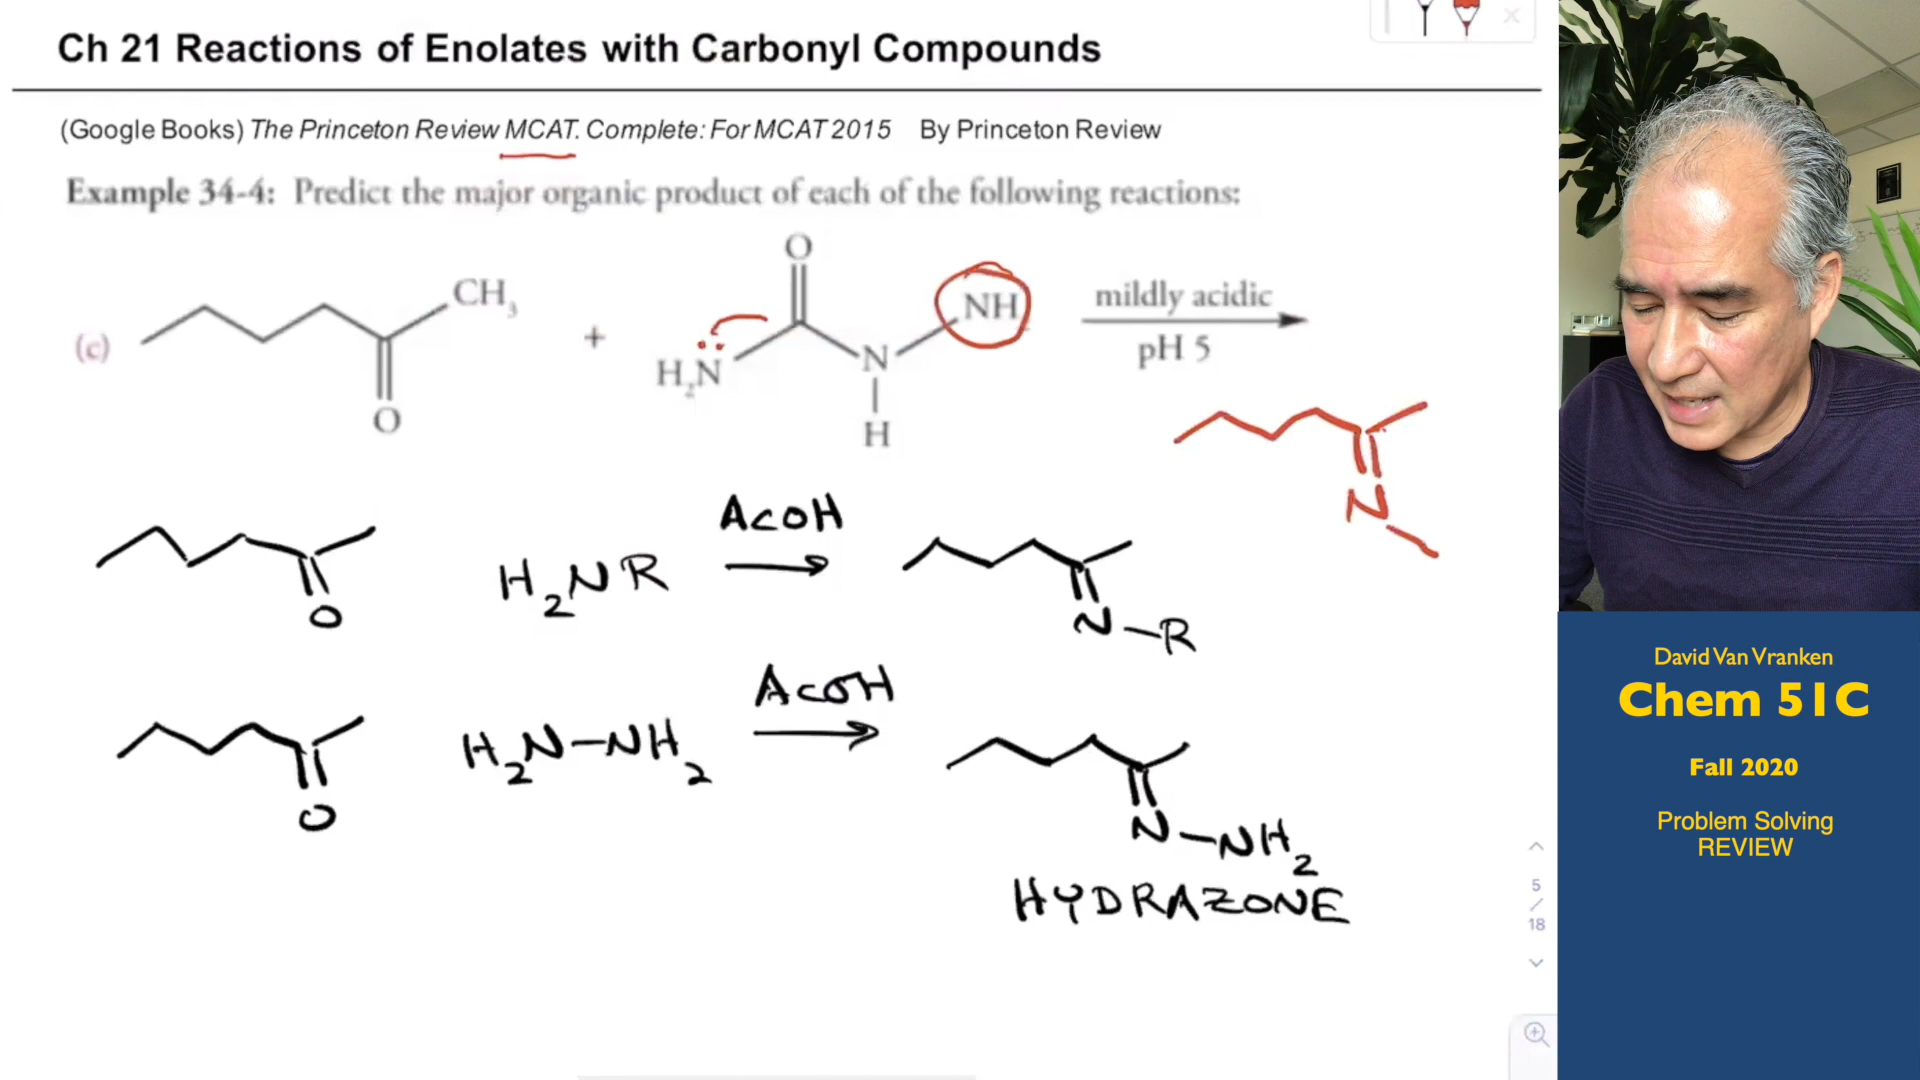 Ch 21 Reactions of Enolates with Carbonyl Compounds
(Google Books) The Princeton Review MCAT. Complete: For MCAT 2015 By Princeton Review
Example 34-4: Predict the major organic product of each of the following reactions:
(c)
CH3
O
+
H2N
O
N
H
NH
mildly acidic
pH 5
N
O
H2NR
AcOH
N-R
O
H2N-NH2
AcOH
N-NH2
HYDRAZONE
David Van Vranken
Chem 51C
Fall 2020
Problem Solving
REVIEW
5
/
18